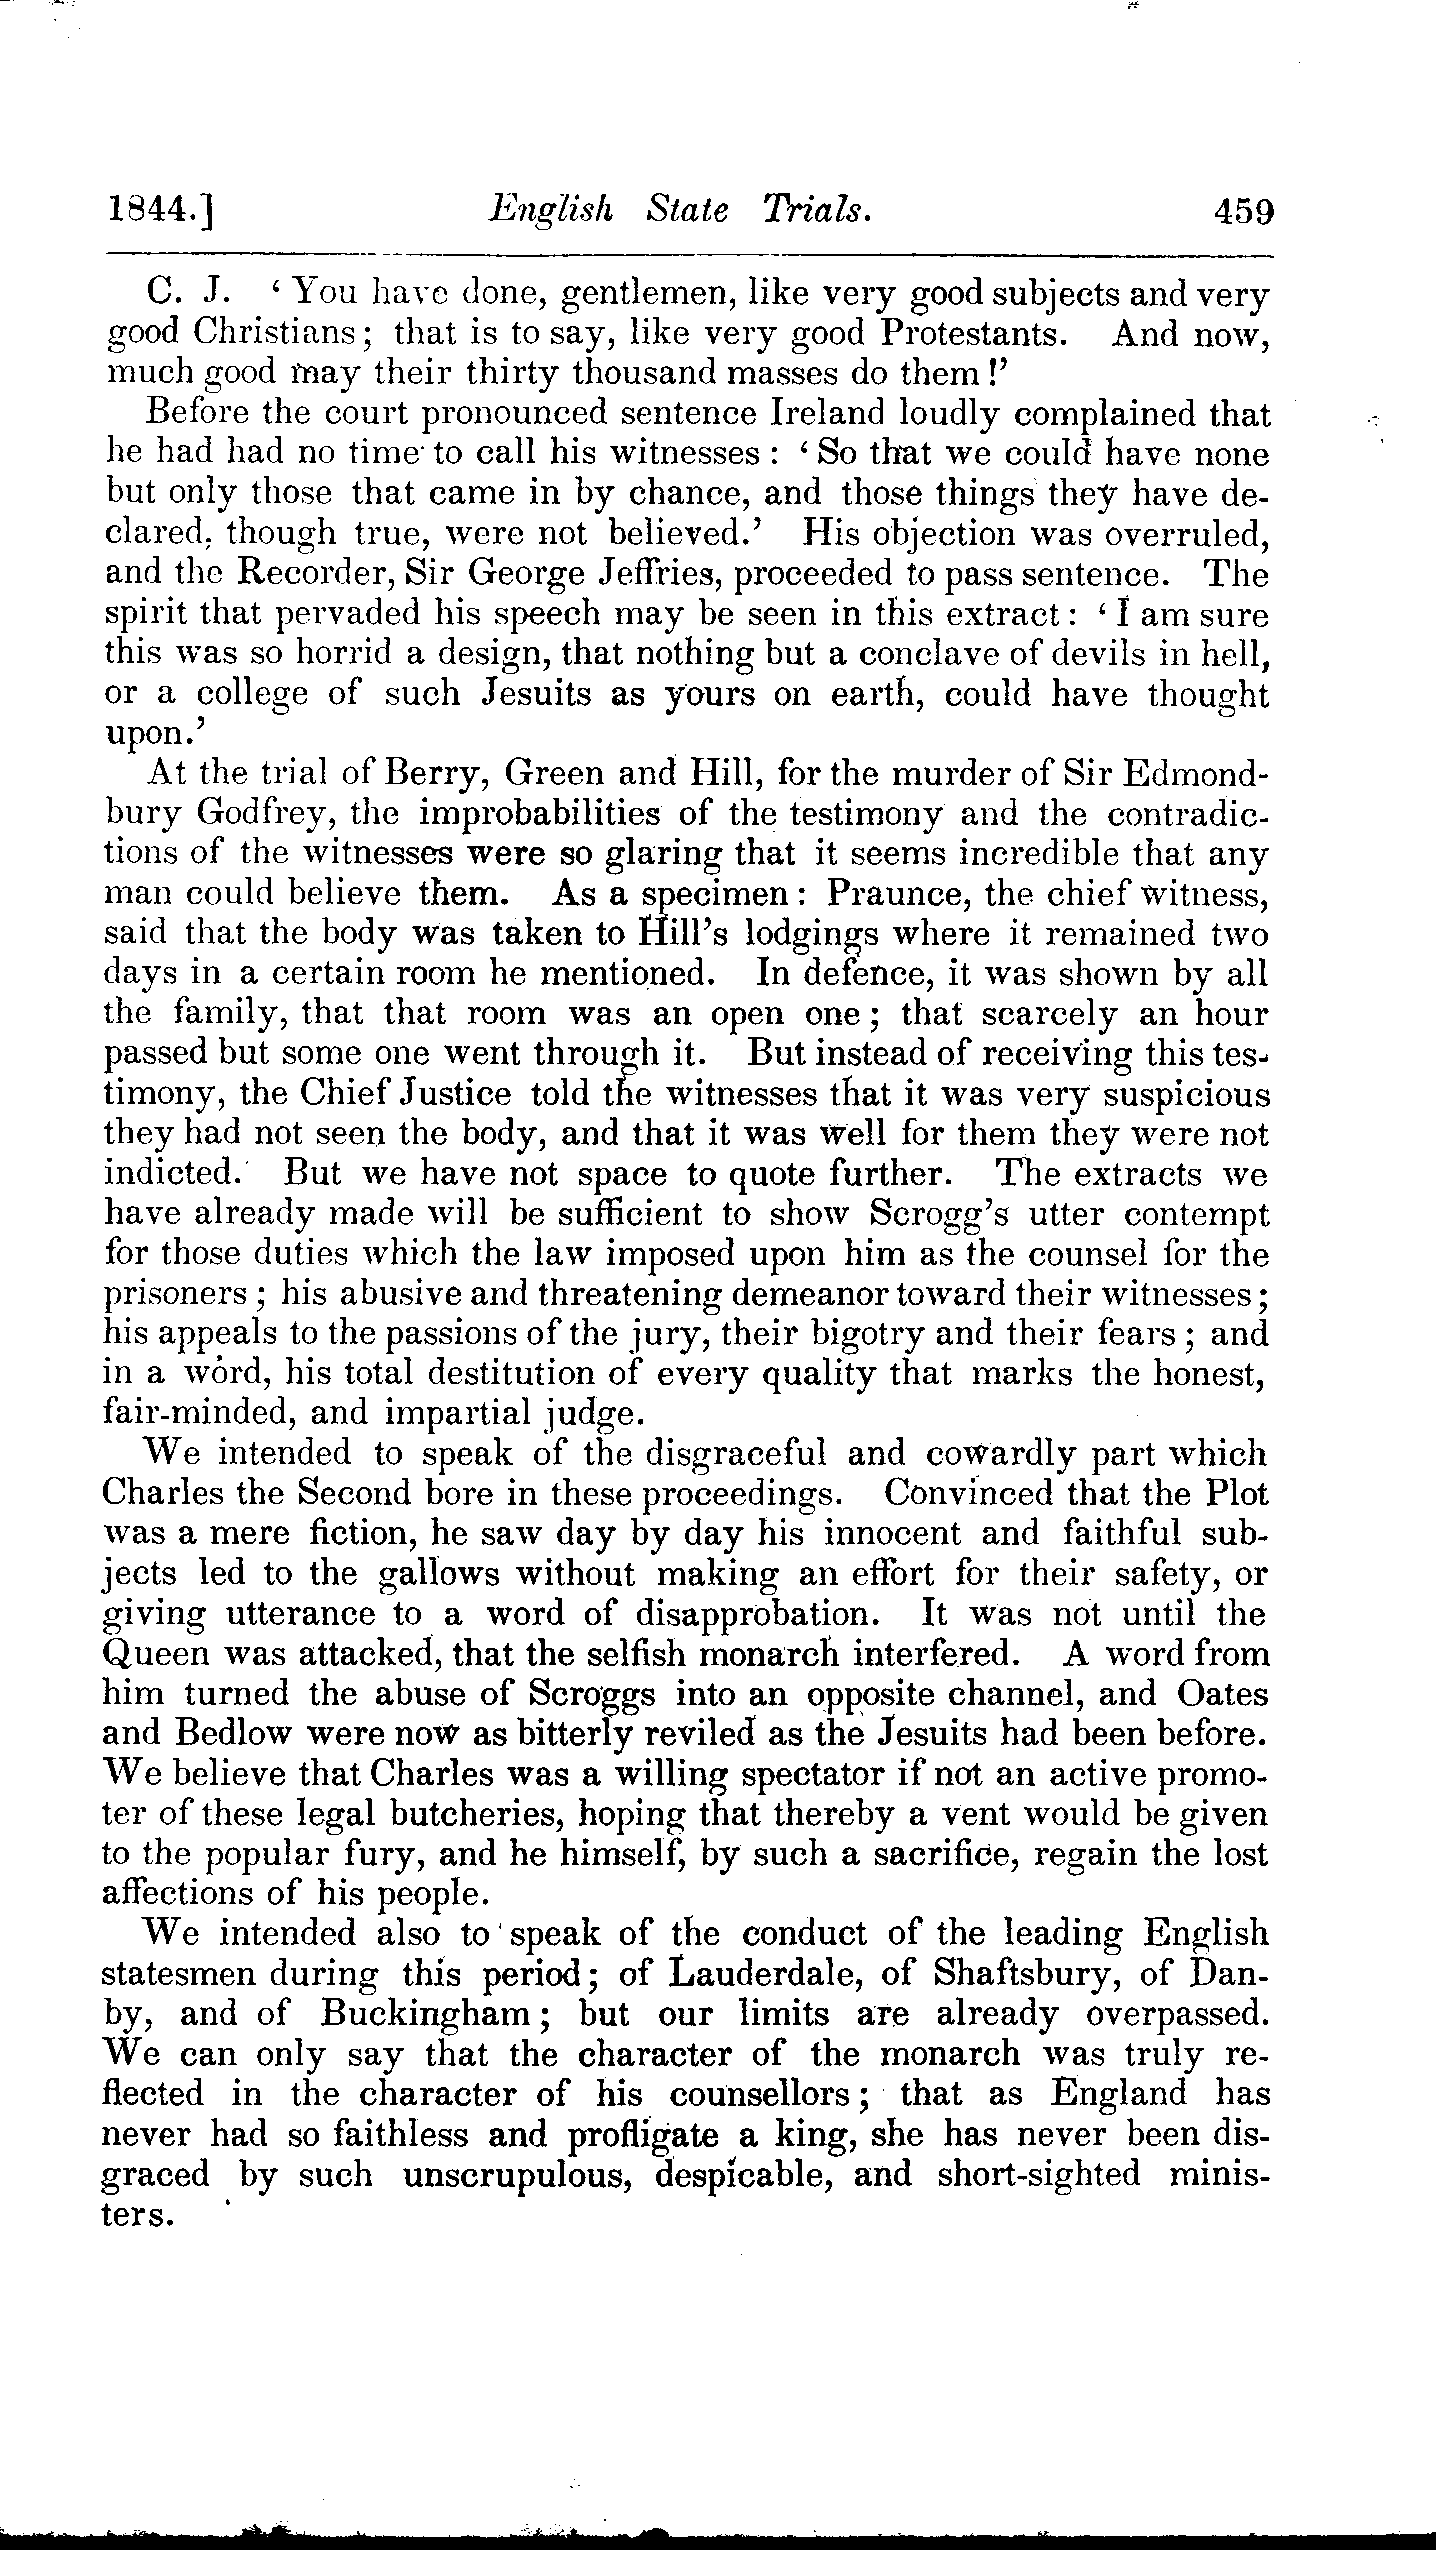 1844.] English State Trials. 459
C. J. ‘ You have done, gentlemen, like very good subjects and very
good Christians ; that is to say, like very good Protestants. And now,
much good may their thirty thousand masses do them !’
Before the court pronounced sentence Ireland loudly complained that
he had had no time to call his witnesses : ‘ So that we could have none
but only those that came in by chance, and those things they have de-
clared, though true, were not believed.’ His objection was overruled,
and the Recorder, Sir George Jeffries, proceeded to pass sentence. The
spirit that pervaded his speech may be seen in this extract : ‘ I am sure
this was so horrid a design, that nothing but a conclave of devils in hell,
or a college of such Jesuits as yours on earth, could have thought
upon.’
At the trial of Berry, Green and Hill, for the murder of Sir Edmond-
bury Godfrey, the improbabilities of the testimony and the contradic-
tions of the witnesses were so glaring that it seems incredible that any
man could believe them. As a specimen : Praunce, the chief witness,
said that the body was taken to Hill’s lodgings where it remained two
days in a certain room he mentioned. In defence, it was shown by all
the family, that that room was an open one ; that scarcely an hour
passed but some one went through it. But instead of receiving this tes-
timony, the Chief Justice told the witnesses that it was very suspicious
they had not seen the body, and that it was well for them they were not
indicted. But we have not space to quote further. The extracts we
have already made will be sufficient to show Scrogg’s utter contempt
for those duties which the law imposed upon him as the counsel for the
prisoners ; his abusive and threatening demeanor toward their witnesses ;
his appeals to the passions of the jury, their bigotry and their fears ; and
in a word, his total destitution of every quality that marks the honest,
fair-minded, and impartial judge.
We intended to speak of the disgraceful and cowardly part which
Charles the Second bore in these proceedings. Convinced that the Plot
was a mere fiction, he saw day by day his innocent and faithful sub-
jects led to the gallows without making an effort for their safety, or
giving utterance to a word of disapprobation. It was not until the
Queen was attacked, that the selfish monarch interfered. A word from
him turned the abuse of Scroggs into an opposite channel, and Oates
and Bedlow were now as bitterly reviled as the Jesuits had been before.
We believe that Charles was a willing spectator if not an active promo-
ter of these legal butcheries, hoping that thereby a vent would be given
to the popular fury, and he himself, by such a sacrifice, regain the lost
affections of his people.
We intended also to speak of the conduct of the leading English
statesmen during this period ; of Lauderdale, of Shaftsbury, of Dan-
by, and of Buckingham ; but our limits are already overpassed.
We can only say that the character of the monarch was truly re-
flected in the character of his counsellors ; that as England has
never had so faithless and profligate a king, she has never been dis-
graced by such unscrupulous, despicable, and short-sighted minis-
ters.